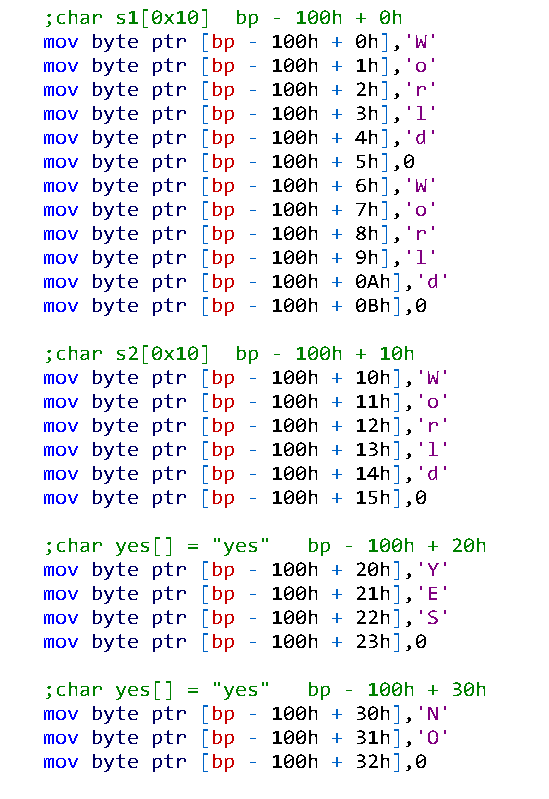 ;char s1[0x10]  bp - 100h + 0h
mov byte ptr [bp - 100h + 0h],'W'
mov byte ptr [bp - 100h + 1h],'o'
mov byte ptr [bp - 100h + 2h],'r'
mov byte ptr [bp - 100h + 3h],'l'
mov byte ptr [bp - 100h + 4h],'d'
mov byte ptr [bp - 100h + 5h],0
mov byte ptr [bp - 100h + 6h],'W'
mov byte ptr [bp - 100h + 7h],'o'
mov byte ptr [bp - 100h + 8h],'r'
mov byte ptr [bp - 100h + 9h],'l'
mov byte ptr [bp - 100h + 0Ah],'d'
mov byte ptr [bp - 100h + 0Bh],0
;char s2[0x10]  bp - 100h + 10h
mov byte ptr [bp - 100h + 10h],'W'
mov byte ptr [bp - 100h + 11h],'o'
mov byte ptr [bp - 100h + 12h],'r'
mov byte ptr [bp - 100h + 13h],'l'
mov byte ptr [bp - 100h + 14h],'d'
mov byte ptr [bp - 100h + 15h],0
;char yes[] = "yes"   bp - 100h + 20h
mov byte ptr [bp - 100h + 20h],'Y'
mov byte ptr [bp - 100h + 21h],'E'
mov byte ptr [bp - 100h + 22h],'S'
mov byte ptr [bp - 100h + 23h],0
;char yes[] = "yes"   bp - 100h + 30h
mov byte ptr [bp - 100h + 30h],'N'
mov byte ptr [bp - 100h + 31h],'O'
mov byte ptr [bp - 100h + 32h],0